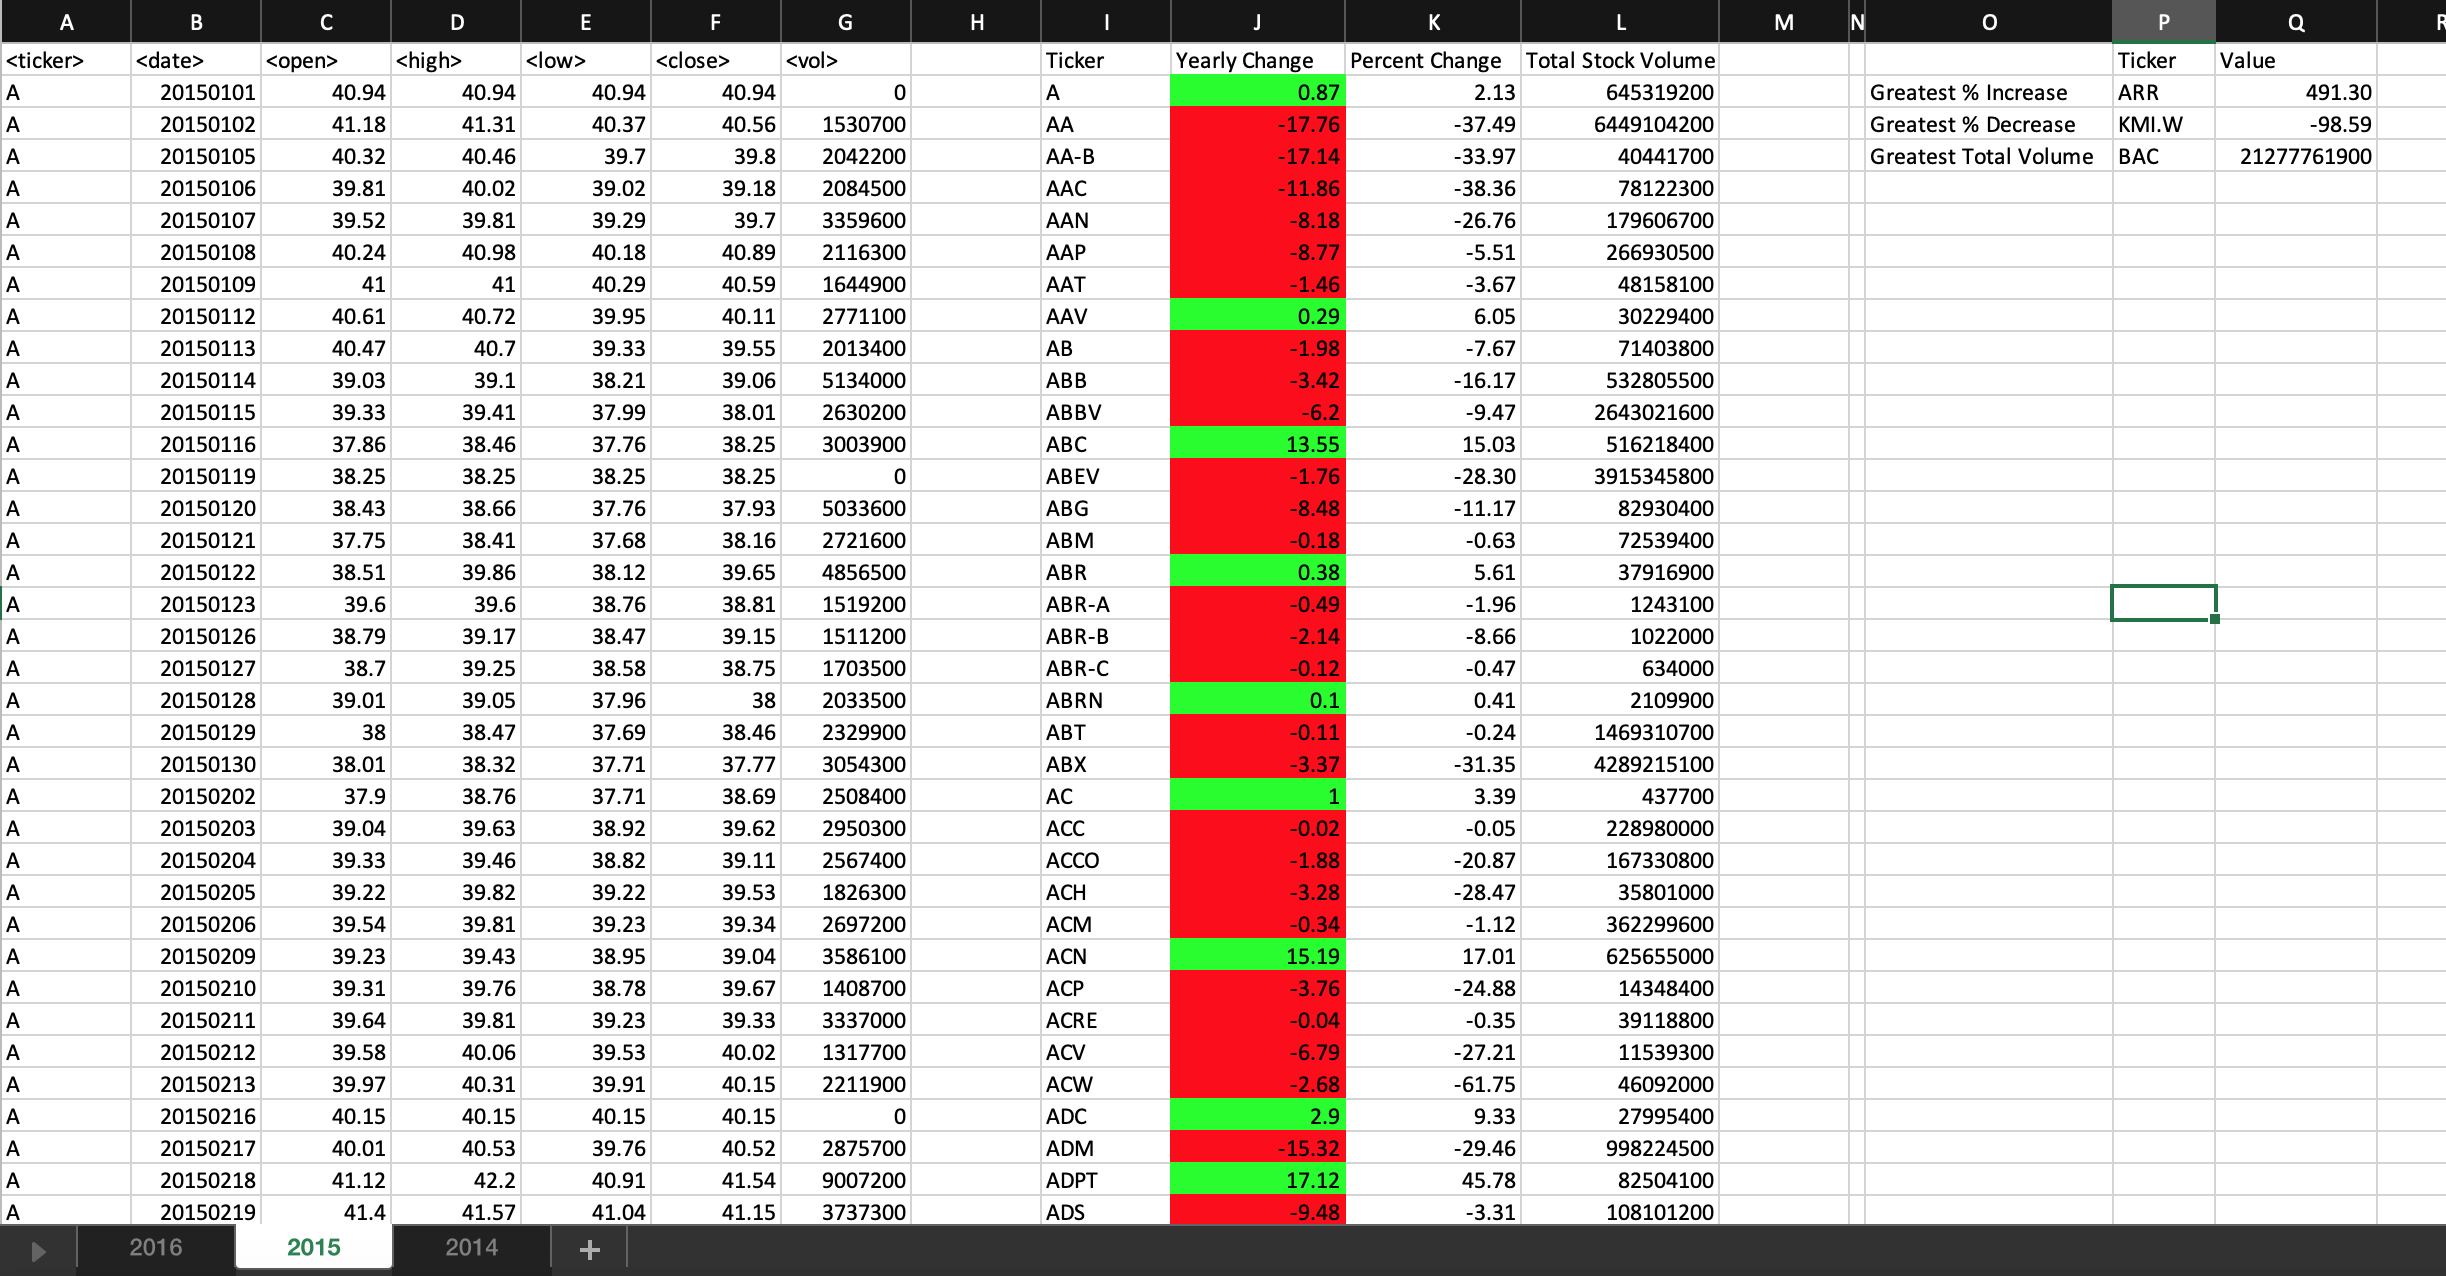 A B C D E F G H I J K L M N O P Q R
<ticker> <date> <open> <high> <low> <close> <vol> Ticker Yearly Change Percent Change Total Stock Volume Ticker Value
A 20150101 40.94 40.94 40.94 40.94 0 A 0.87 2.13 645319200 Greatest % Increase ARR 491.30
A 20150102 41.18 41.31 40.37 40.56 1530700 AA -17.76 -37.49 6449104200 Greatest % Decrease KMI.W -98.59
A 20150105 40.32 40.46 39.7 39.8 2042200 AA-B -17.14 -33.97 40441700 Greatest Total Volume BAC 21277761900
A 20150106 39.81 40.02 39.02 39.18 2084500 AAC -11.86 -38.36 78122300
A 20150107 39.52 39.81 39.29 39.7 3359600 AAN -8.18 -26.76 179606700
A 20150108 40.24 40.98 40.18 40.89 2116300 AAP -8.77 -5.51 266930500
A 20150109 41 41 40.29 40.59 1644900 AAT -1.46 -3.67 48158100
A 20150112 40.61 40.72 39.95 40.11 2771100 AAV 0.29 6.05 30229400
A 20150113 40.47 40.7 39.33 39.55 2013400 AB -1.98 -7.67 71403800
A 20150114 39.03 39.1 38.21 39.06 5134000 ABB -3.42 -16.17 532805500
A 20150115 39.33 39.41 37.99 38.01 2630200 ABBV -6.2 -9.47 2643021600
A 20150116 37.86 38.46 37.76 38.25 3003900 ABC 13.55 15.03 516218400
A 20150119 38.25 38.25 38.25 38.25 0 ABEV -1.76 -28.30 3915345800
A 20150120 38.43 38.66 37.76 37.93 5033600 ABG -8.48 -11.17 82930400
A 20150121 37.75 38.41 37.68 38.16 2721600 ABM -0.18 -0.63 72539400
A 20150122 38.51 39.86 38.12 39.65 4856500 ABR 0.38 5.61 37916900
A 20150123 39.6 39.6 38.76 38.81 1519200 ABR-A -0.49 -1.96 1243100
A 20150126 38.79 39.17 38.47 39.15 1511200 ABR-B -2.14 -8.66 1022000
A 20150127 38.7 39.25 38.58 38.75 1703500 ABR-C -0.12 -0.47 634000
A 20150128 39.01 39.05 37.96 38 2033500 ABRN 0.1 0.41 2109900
A 20150129 38 38.47 37.69 38.46 2329900 ABT -0.11 -0.24 1469310700
A 20150130 38.01 38.32 37.71 37.77 3054300 ABX -3.37 -31.35 4289215100
A 20150202 37.9 38.76 37.71 38.69 2508400 AC 1 3.39 437700
A 20150203 39.04 39.63 38.92 39.62 2950300 ACC -0.02 -0.05 228980000
A 20150204 39.33 39.46 38.82 39.11 2567400 ACCO -1.88 -20.87 167330800
A 20150205 39.22 39.82 39.22 39.53 1826300 ACH -3.28 -28.47 35801000
A 20150206 39.54 39.81 39.23 39.34 2697200 ACM -0.34 -1.12 362299600
A 20150209 39.23 39.43 38.95 39.04 3586100 ACN 15.19 17.01 625655000
A 20150210 39.31 39.76 38.78 39.67 1408700 ACP -3.76 -24.88 14348400
A 20150211 39.64 39.81 39.23 39.33 3337000 ACRE -0.04 -0.35 39118800
A 20150212 39.58 40.06 39.53 40.02 1317700 ACV -6.79 -27.21 11539300
A 20150213 39.97 40.31 39.91 40.15 2211900 ACW -2.68 -61.75 46092000
A 20150216 40.15 40.15 40.15 40.15 0 ADC 2.9 9.33 27995400
A 20150217 40.01 40.53 39.76 40.52 2875700 ADM -15.32 -29.46 998224500
A 20150218 41.12 42.2 40.91 41.54 9007200 ADPT 17.12 45.78 82504100
A 20150219 41.4 41.57 41.04 41.15 3737300 ADS -9.48 -3.31 108101200
2016 2015 2014 +